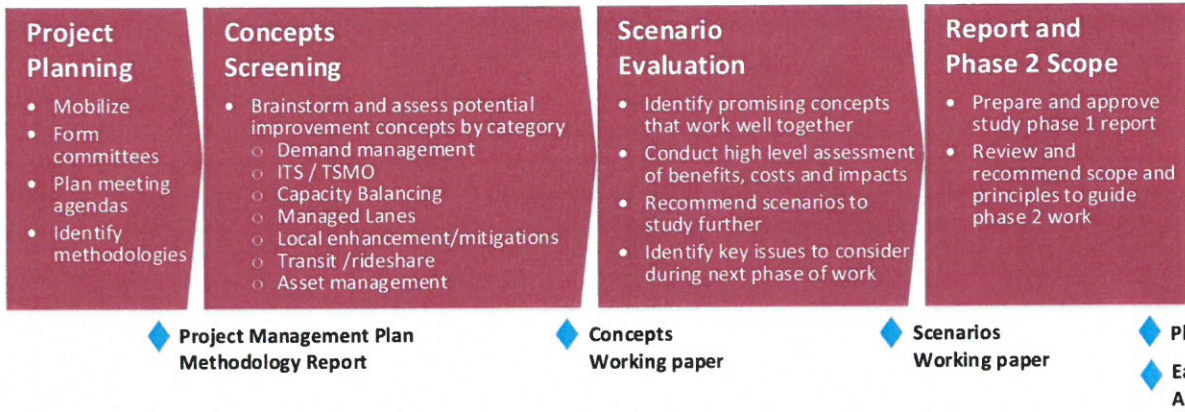 Project
Planning
• Mobilize
• Form
committees
• Plan meeting
agendas
• Identify
methodologies
Concepts
Screening
• Brainstorm and assess potential
improvement concepts by category
○ Demand management
○ ITS / TSMO
○ Capacity Balancing
○ Managed Lanes
○ Local enhancement/mitigations
○ Transit /rideshare
○ Asset management
Scenario
Evaluation
• Identify promising concepts
that work well together
• Conduct high level assessment
of benefits, costs and impacts
• Recommend scenarios to
study further
• Identify key issues to consider
during next phase of work
Report and
Phase 2 Scope
• Prepare and approve
study phase 1 report
• Review and
recommend scope and
principles to guide
phase 2 work
Project Management Plan
Methodology Report
Concepts
Working paper
Scenarios
Working paper